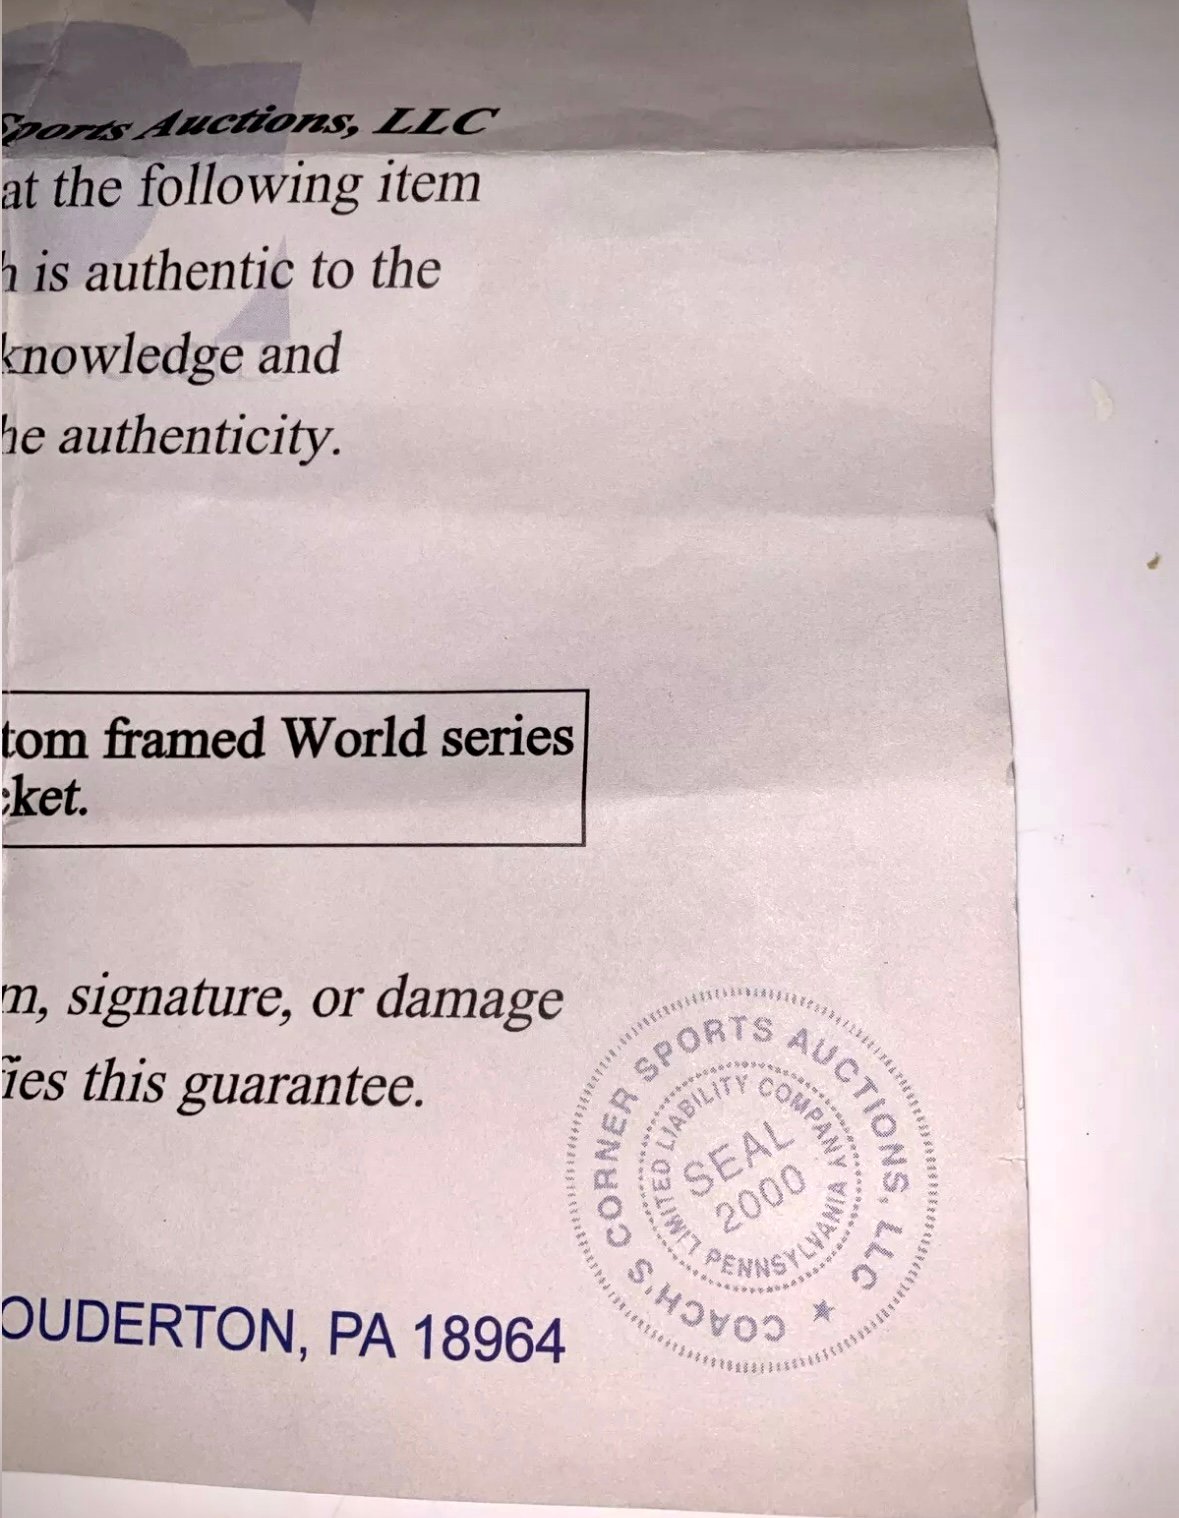 Sports Auctions, LLC
at the following item
h is authentic to the
knowledge and
he authenticity.
tom framed World series
cket.
m, signature, or damage
fies this guarantee.
OUDERTON, PA 18964
COACH'S CORNER SPORTS AUCTIONS, LLC ★
LIMITED LIABILITY COMPANY
PENNSYLVANIA
SEAL
2000